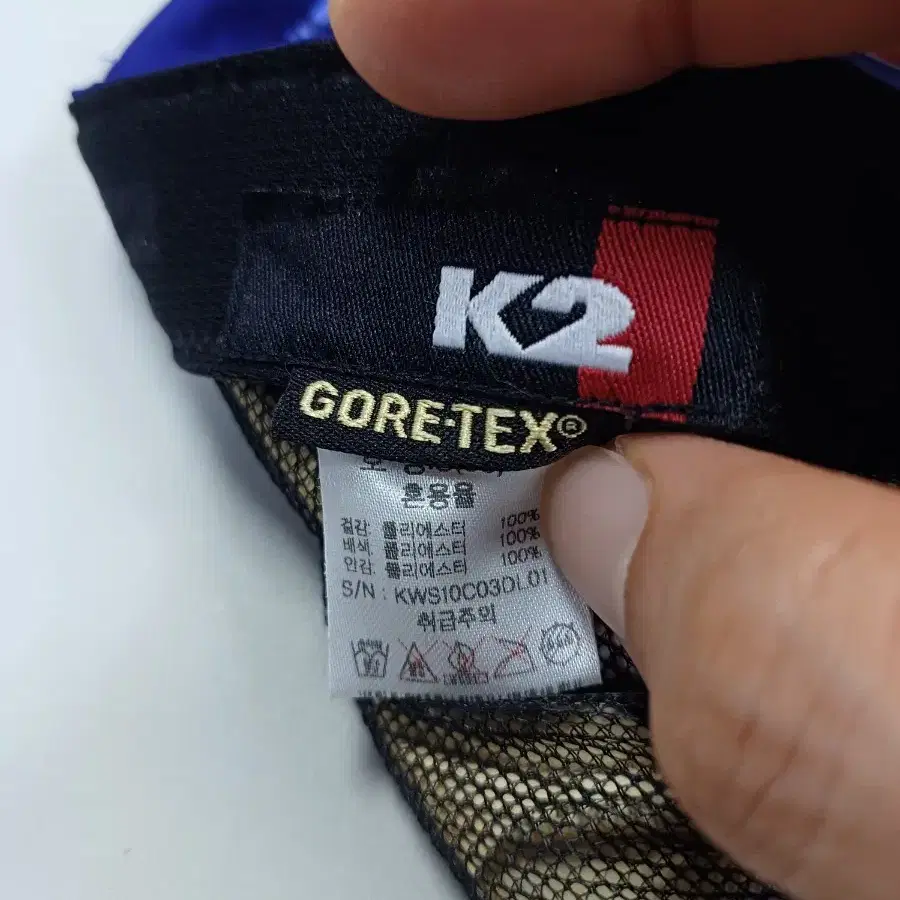 K2
GORE-TEX®
혼용율
겉감: 폴리에스터 100%
배색: 폴리에스터 100%
안감: 폴리에스터 100%
S/N : KWS10C03DL01
취급주의